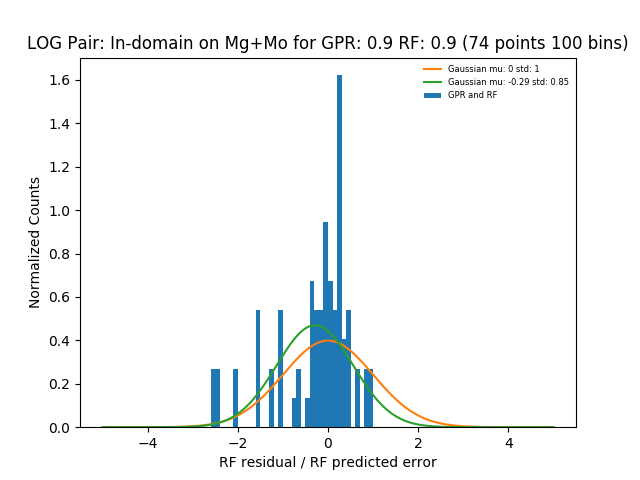 LOG Pair: In-domain on Mg+Mo for GPR: 0.9 RF: 0.9 (74 points 100 bins)
Gaussian mu: 0 std: 1
Gaussian mu: -0.29 std: 0.85
GPR and RF
Normalized Counts
1.6
1.4
1.2
1.0
0.8
0.6
0.4
0.2
0.0
−4 −2 0 2 4
RF residual / RF predicted error